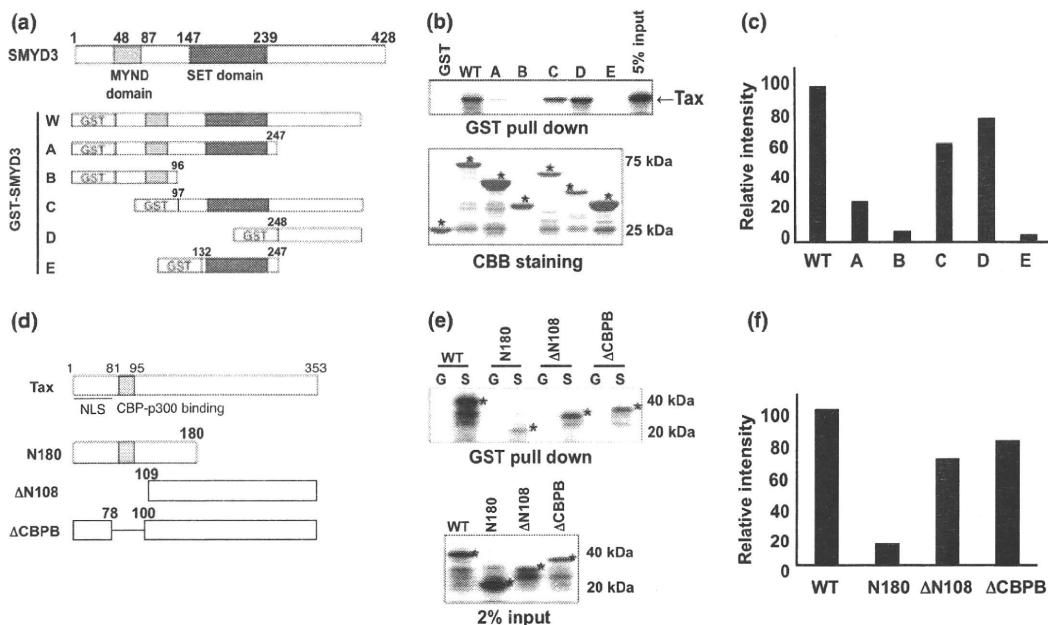 (a)
1 48 87 147 239 428
SMYD3
MYND domain
SET domain
GST-SMYD3
W GST
A GST 247
B GST 96
C GST 97
D GST 248
E GST 132 247
(b)
GST WT A B C D E 5% input
←Tax
GST pull down
75 kDa
* * * * * * *
25 kDa
CBB staining
(c)
Relative intensity
100
80
60
40
20
0
WT A B C D E
(d)
1 81 95 353
Tax
NLS CBP-p300 binding
N180 180
ΔN108 109
ΔCBPB 78 100
(e)
WT N180 ΔN108 ΔCBPB
G S G S G S G S
40 kDa
* * * *
20 kDa
GST pull down
WT N180 ΔN108 ΔCBPB
40 kDa
* * * *
20 kDa
2% input
(f)
Relative intensity
100
80
60
40
20
0
WT N180 ΔN108 ΔCBPB